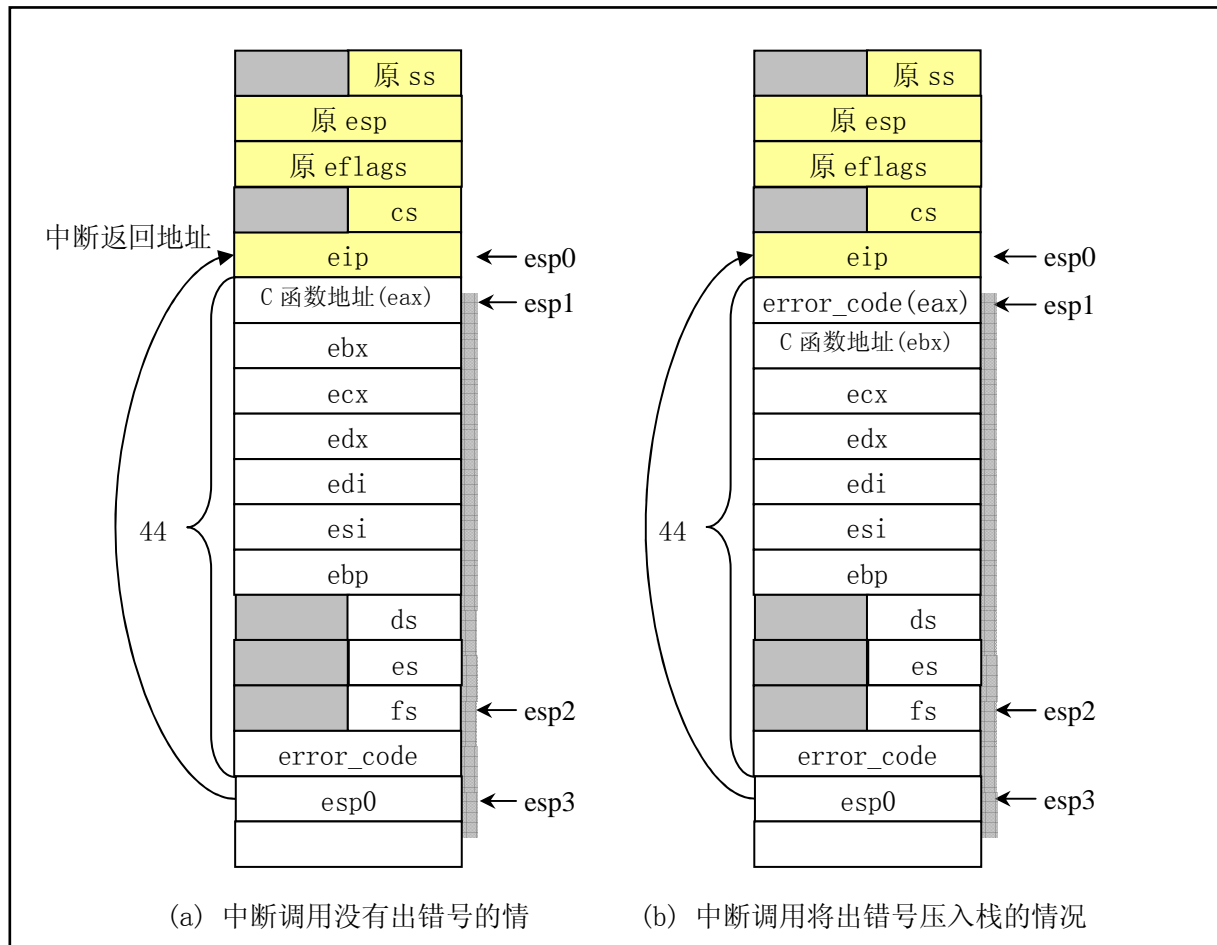 原 ss
原 esp
原 eflags
cs
中断返回地址
eip
esp0
C 函数地址(eax)
esp1
ebx
ecx
edx
edi
esi
44
ebp
ds
es
fs
esp2
error_code
esp0
esp3
(a) 中断调用没有出错号的情
原 ss
原 esp
原 eflags
cs
eip
esp0
error_code(eax)
esp1
C 函数地址(ebx)
ecx
edx
edi
esi
44
ebp
ds
es
fs
esp2
error_code
esp0
esp3
(b) 中断调用将出错号压入栈的情况